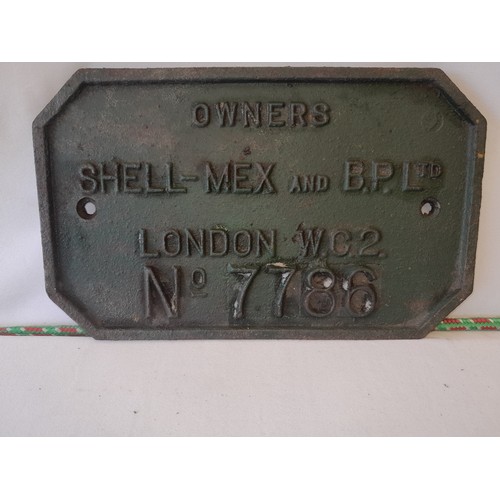 OWNERS
SHELL-MEX AND B.P. LTD
LONDON W.C.2.
No 7786